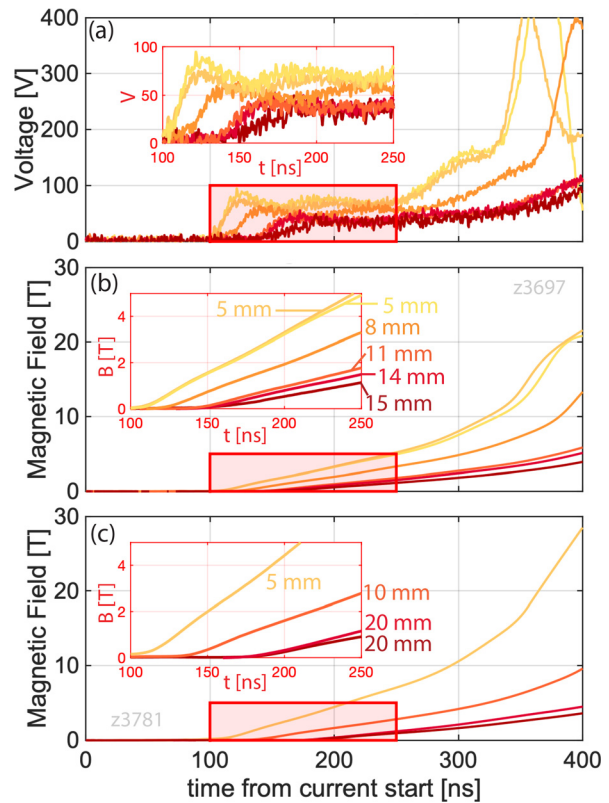 (a)
Voltage [V]
400
300
200
100
0
V
100
50
0
100
150
200
250
t [ns]
(b)
z3697
Magnetic Field [T]
30
20
10
0
B [T]
4
2
0
5 mm
5 mm
8 mm
11 mm
14 mm
15 mm
100
150
200
250
t [ns]
(c)
z3781
Magnetic Field [T]
30
20
10
0
B [T]
4
2
0
5 mm
10 mm
20 mm
20 mm
100
150
200
250
t [ns]
0
100
200
300
400
time from current start [ns]